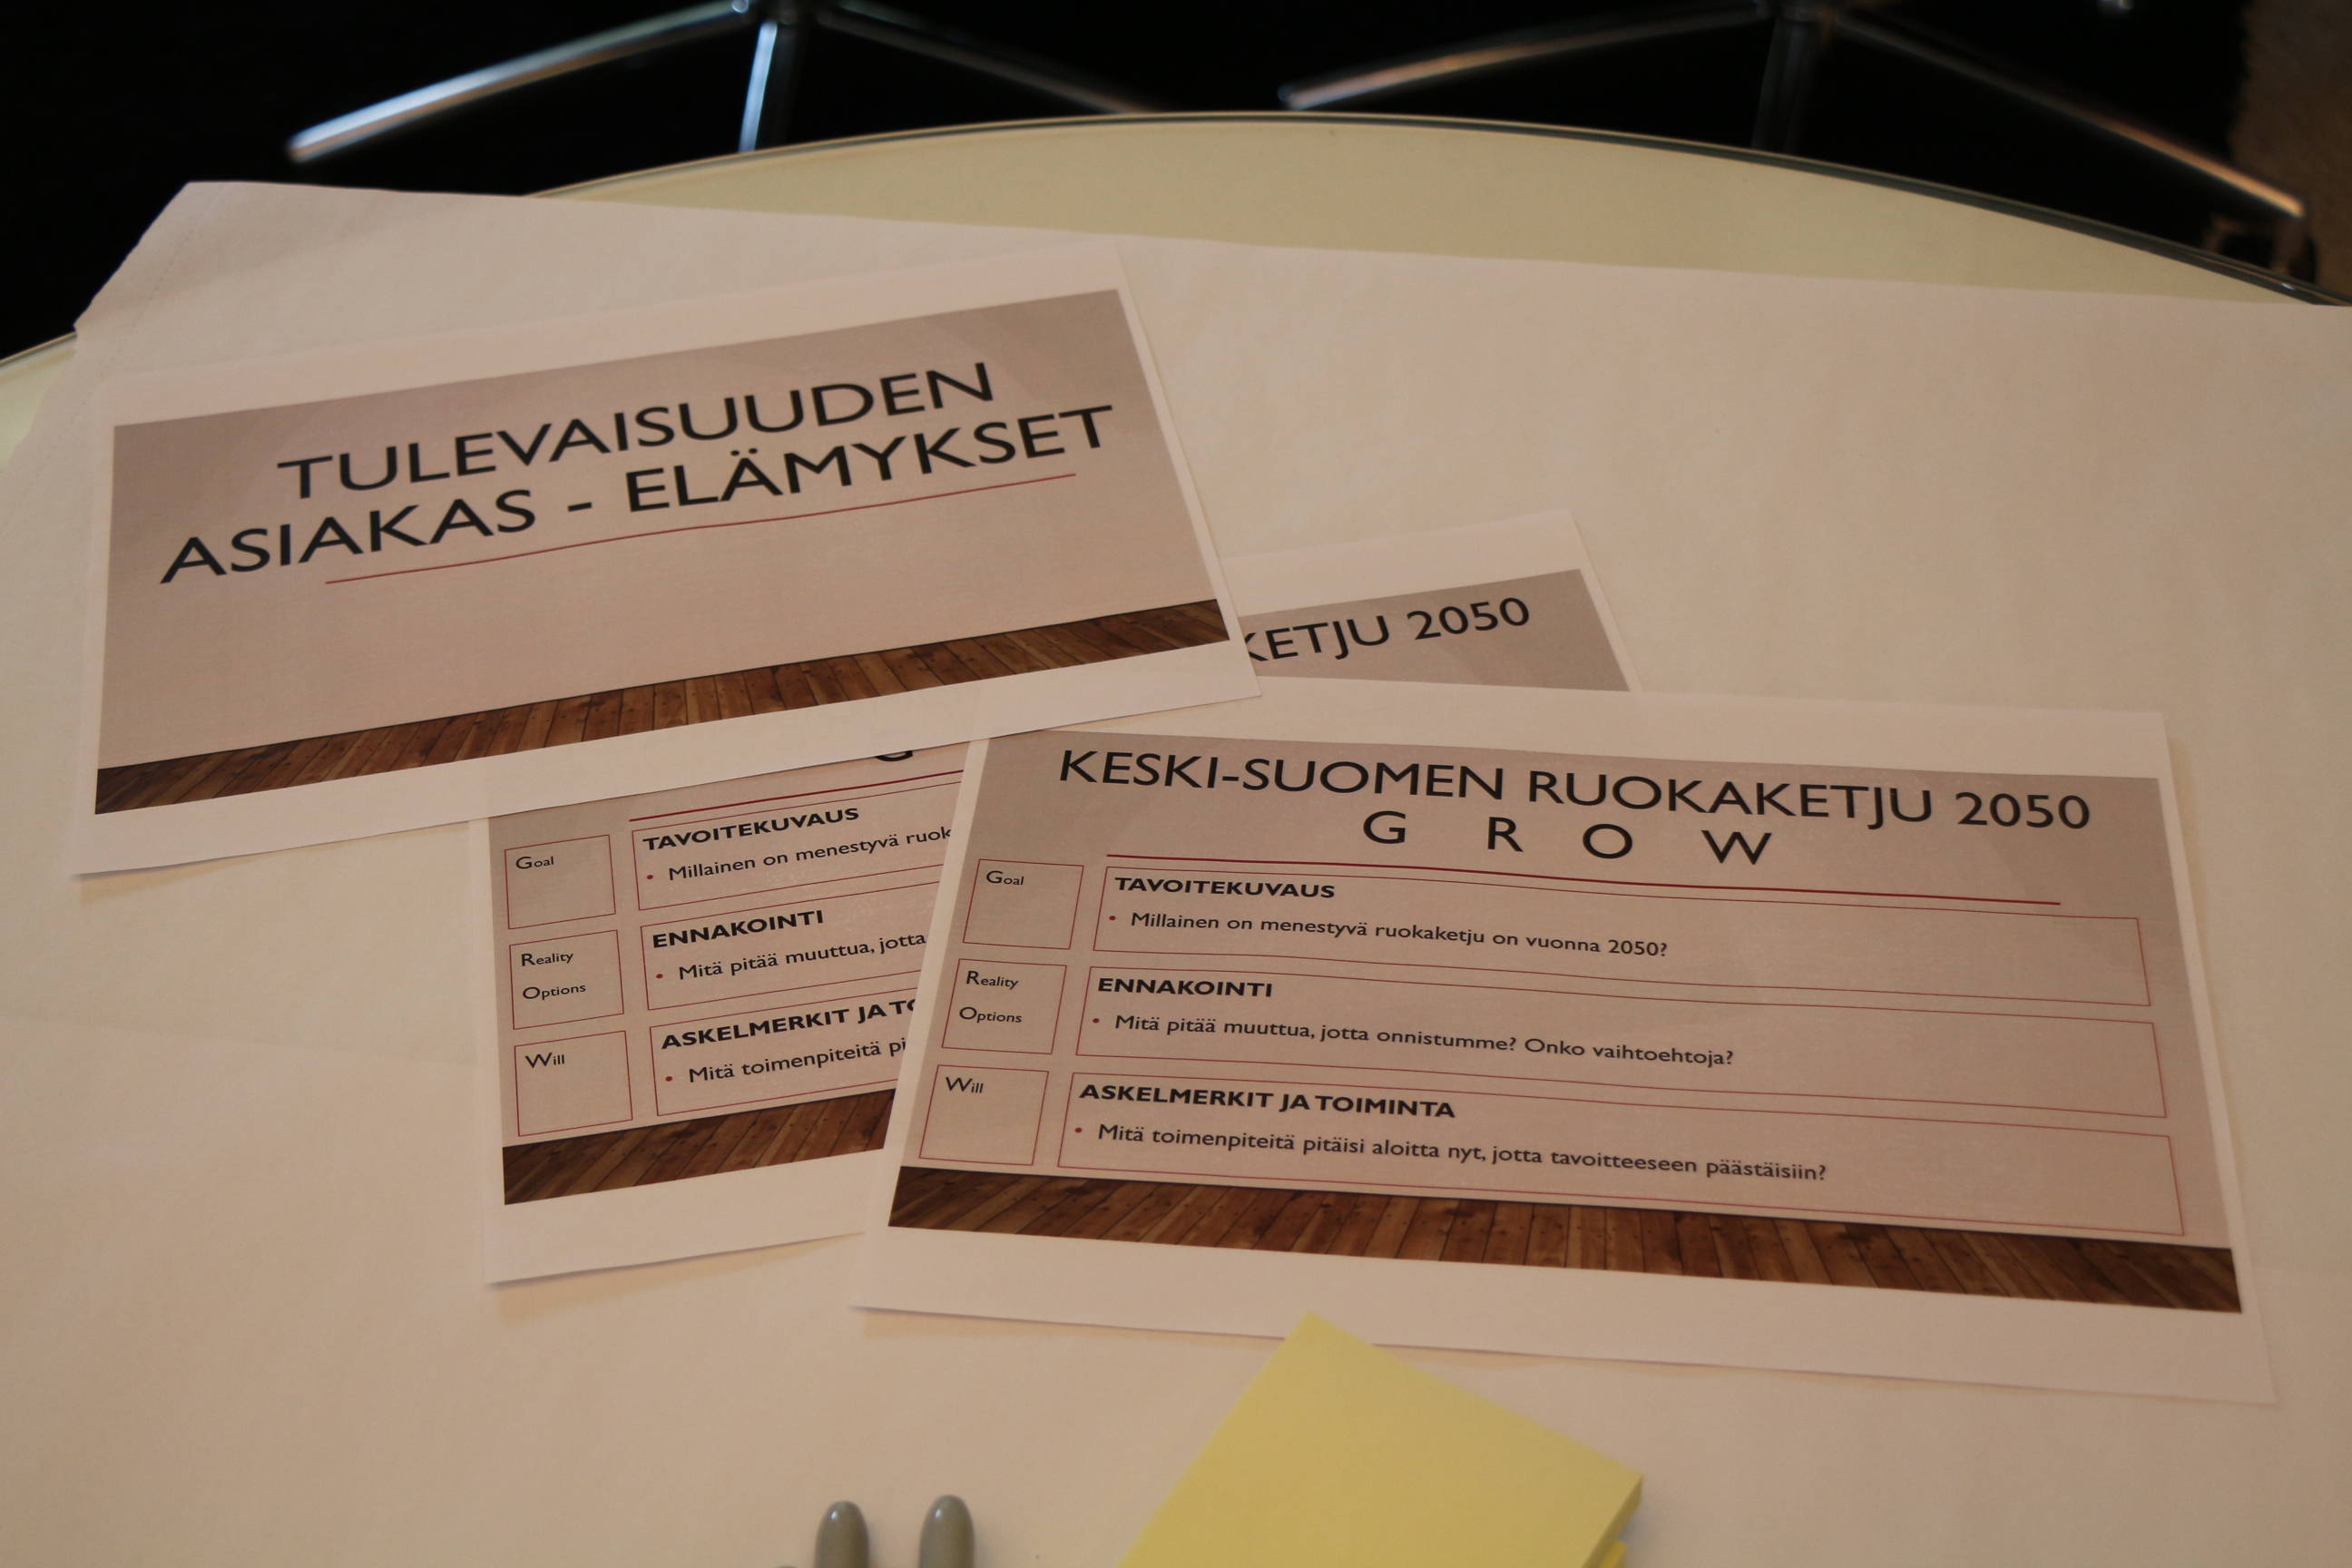 TULEVAISUUDEN
ASIAKAS - ELÄMYKSET
KETJU 2050
G
Goal
TAVOITEKUVAUS
• Millainen on menestyvä ruok
Reality
Options
ENNAKOINTI
• Mitä pitää muuttua, jotta
Will
ASKELMERKIT JA TO
• Mitä toimenpiteitä pi
KESKI-SUOMEN RUOKAKETJU 2050
G R O W
Goal
TAVOITEKUVAUS
• Millainen on menestyvä ruokaketju on vuonna 2050?
Reality
Options
ENNAKOINTI
• Mitä pitää muuttua, jotta onnistumme? Onko vaihtoehtoja?
Will
ASKELMERKIT JA TOIMINTA
• Mitä toimenpiteitä pitäisi aloitta nyt, jotta tavoitteeseen päästäisiin?